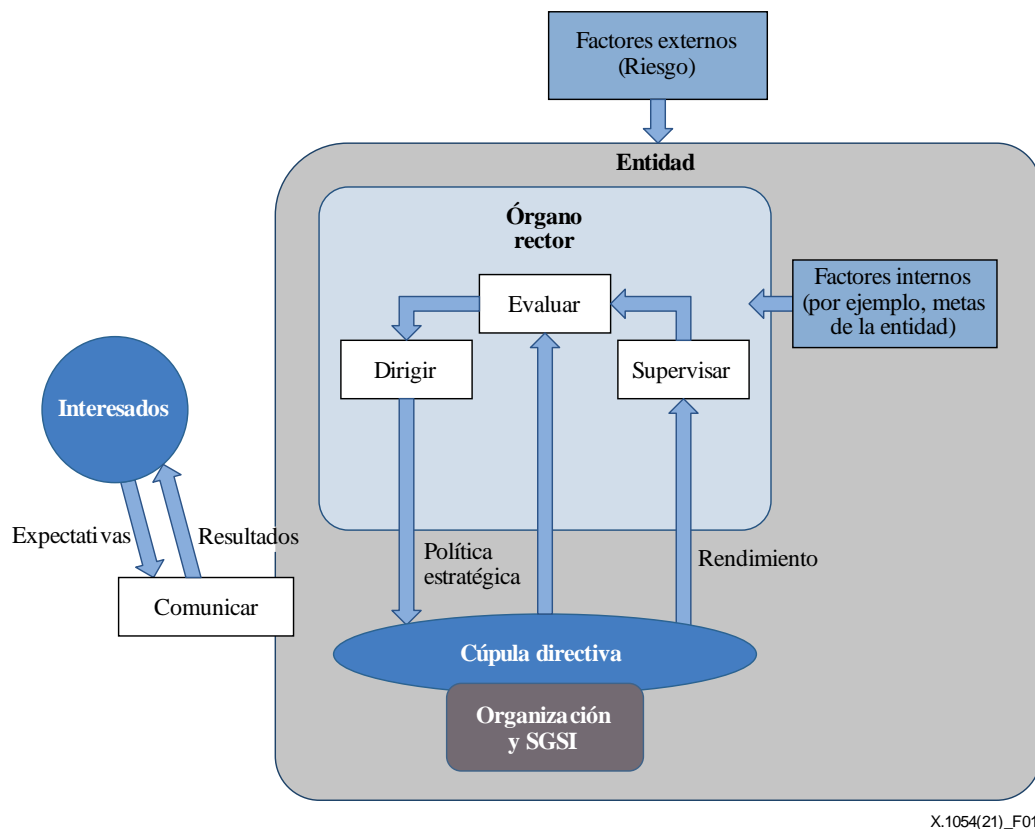 Factores externos
(Riesgo)
Entidad
Órgano
rector
Factores internos
(por ejemplo, metas
de la entidad)
Evaluar
Dirigir
Supervisar
Interesados
Expectativas
Resultados
Política
estratégica
Rendimiento
Comunicar
Cúpula directiva
Organización
y SGSI
X.1054(21)_F01